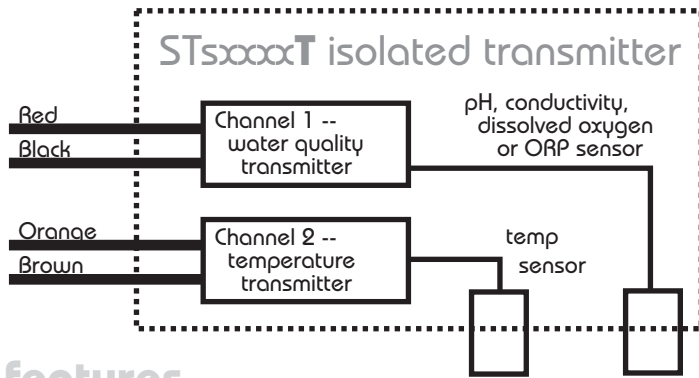 STsxxxxT isolated transmitter
Red
Black
Channel 1 --
water quality
transmitter
pH, conductivity,
dissolved oxygen
or ORP sensor
Orange
Brown
Channel 2 --
temperature
transmitter
temp
sensor
features